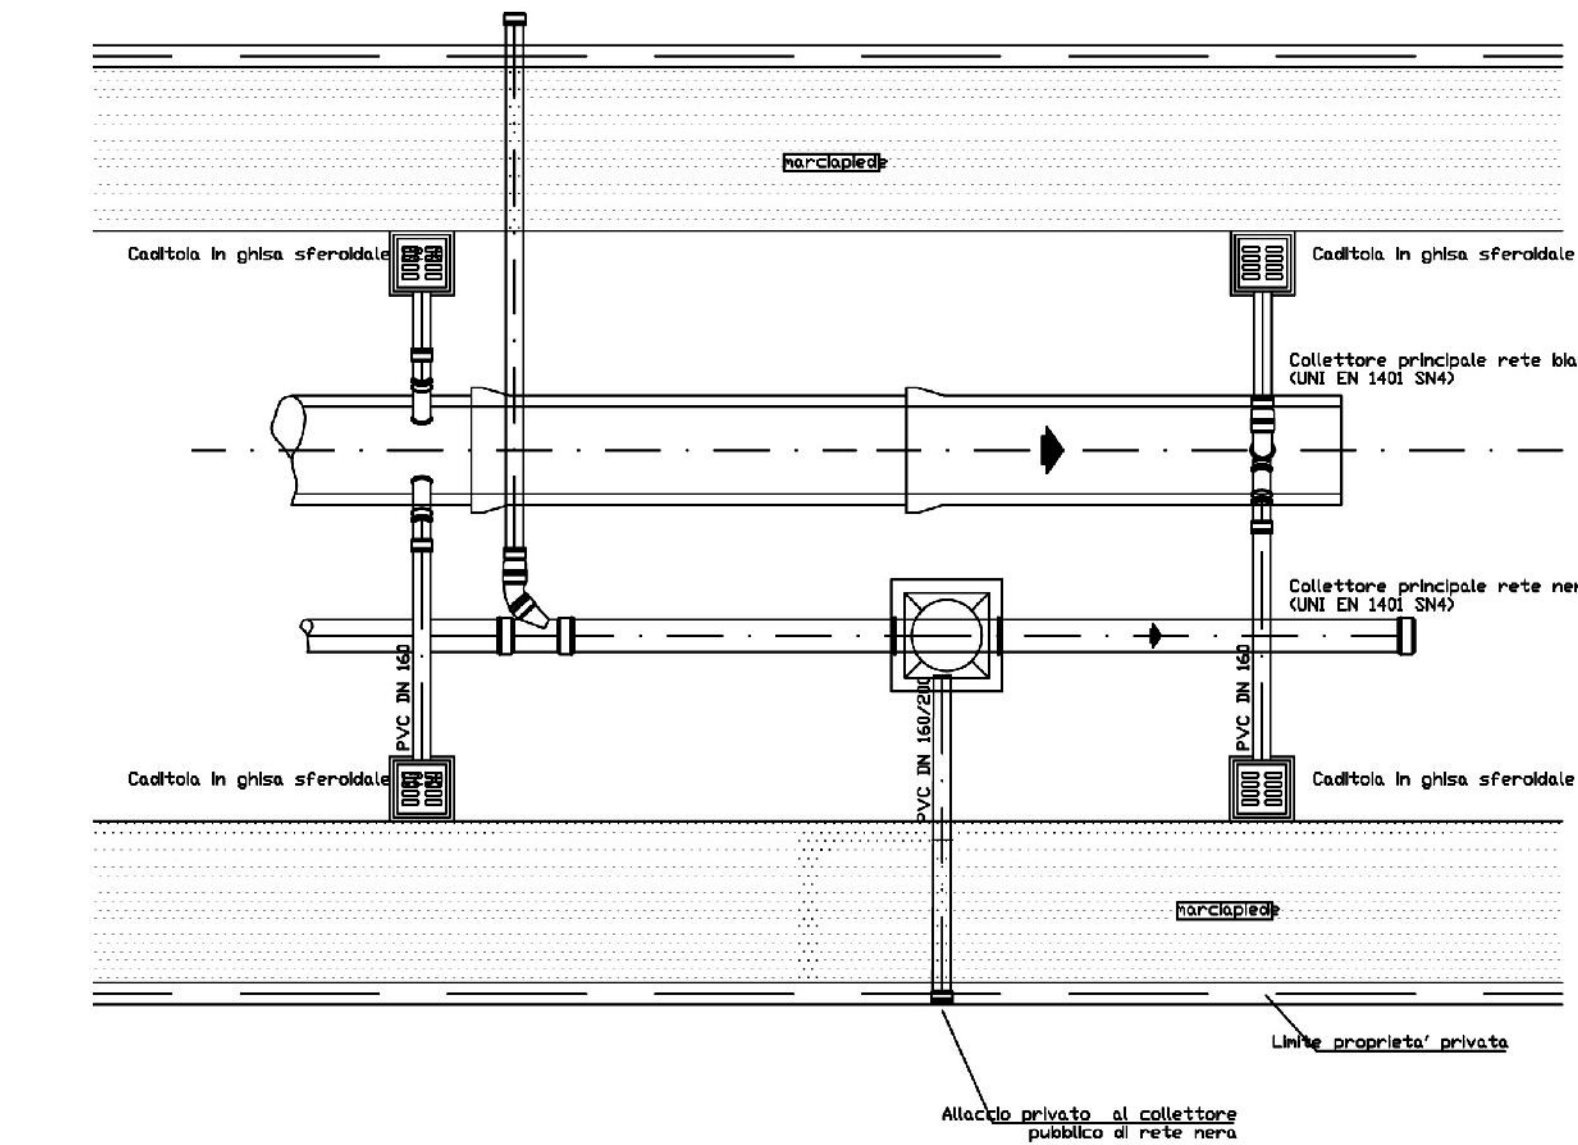 marciapiede
Caditoia in ghisa sferoidale
Caditoia in ghisa sferoidale
Collettore principale rete bia
(UNI EN 1401 SN4)
Collettore principale rete ner
(UNI EN 1401 SN4)
PVC DN 160
PVC DN 160/200
PVC DN 160
Caditoia in ghisa sferoidale
Caditoia in ghisa sferoidale
marciapiede
Limite proprieta' privata
Allaccio privato al collettore
pubblico di rete nera